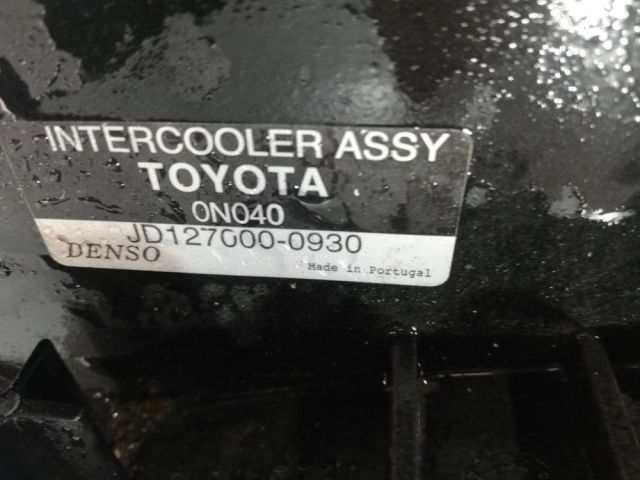 INTERCOOLER ASSY
TOYOTA
0N040
JD127000-0930
DENSO
Made in Portugal